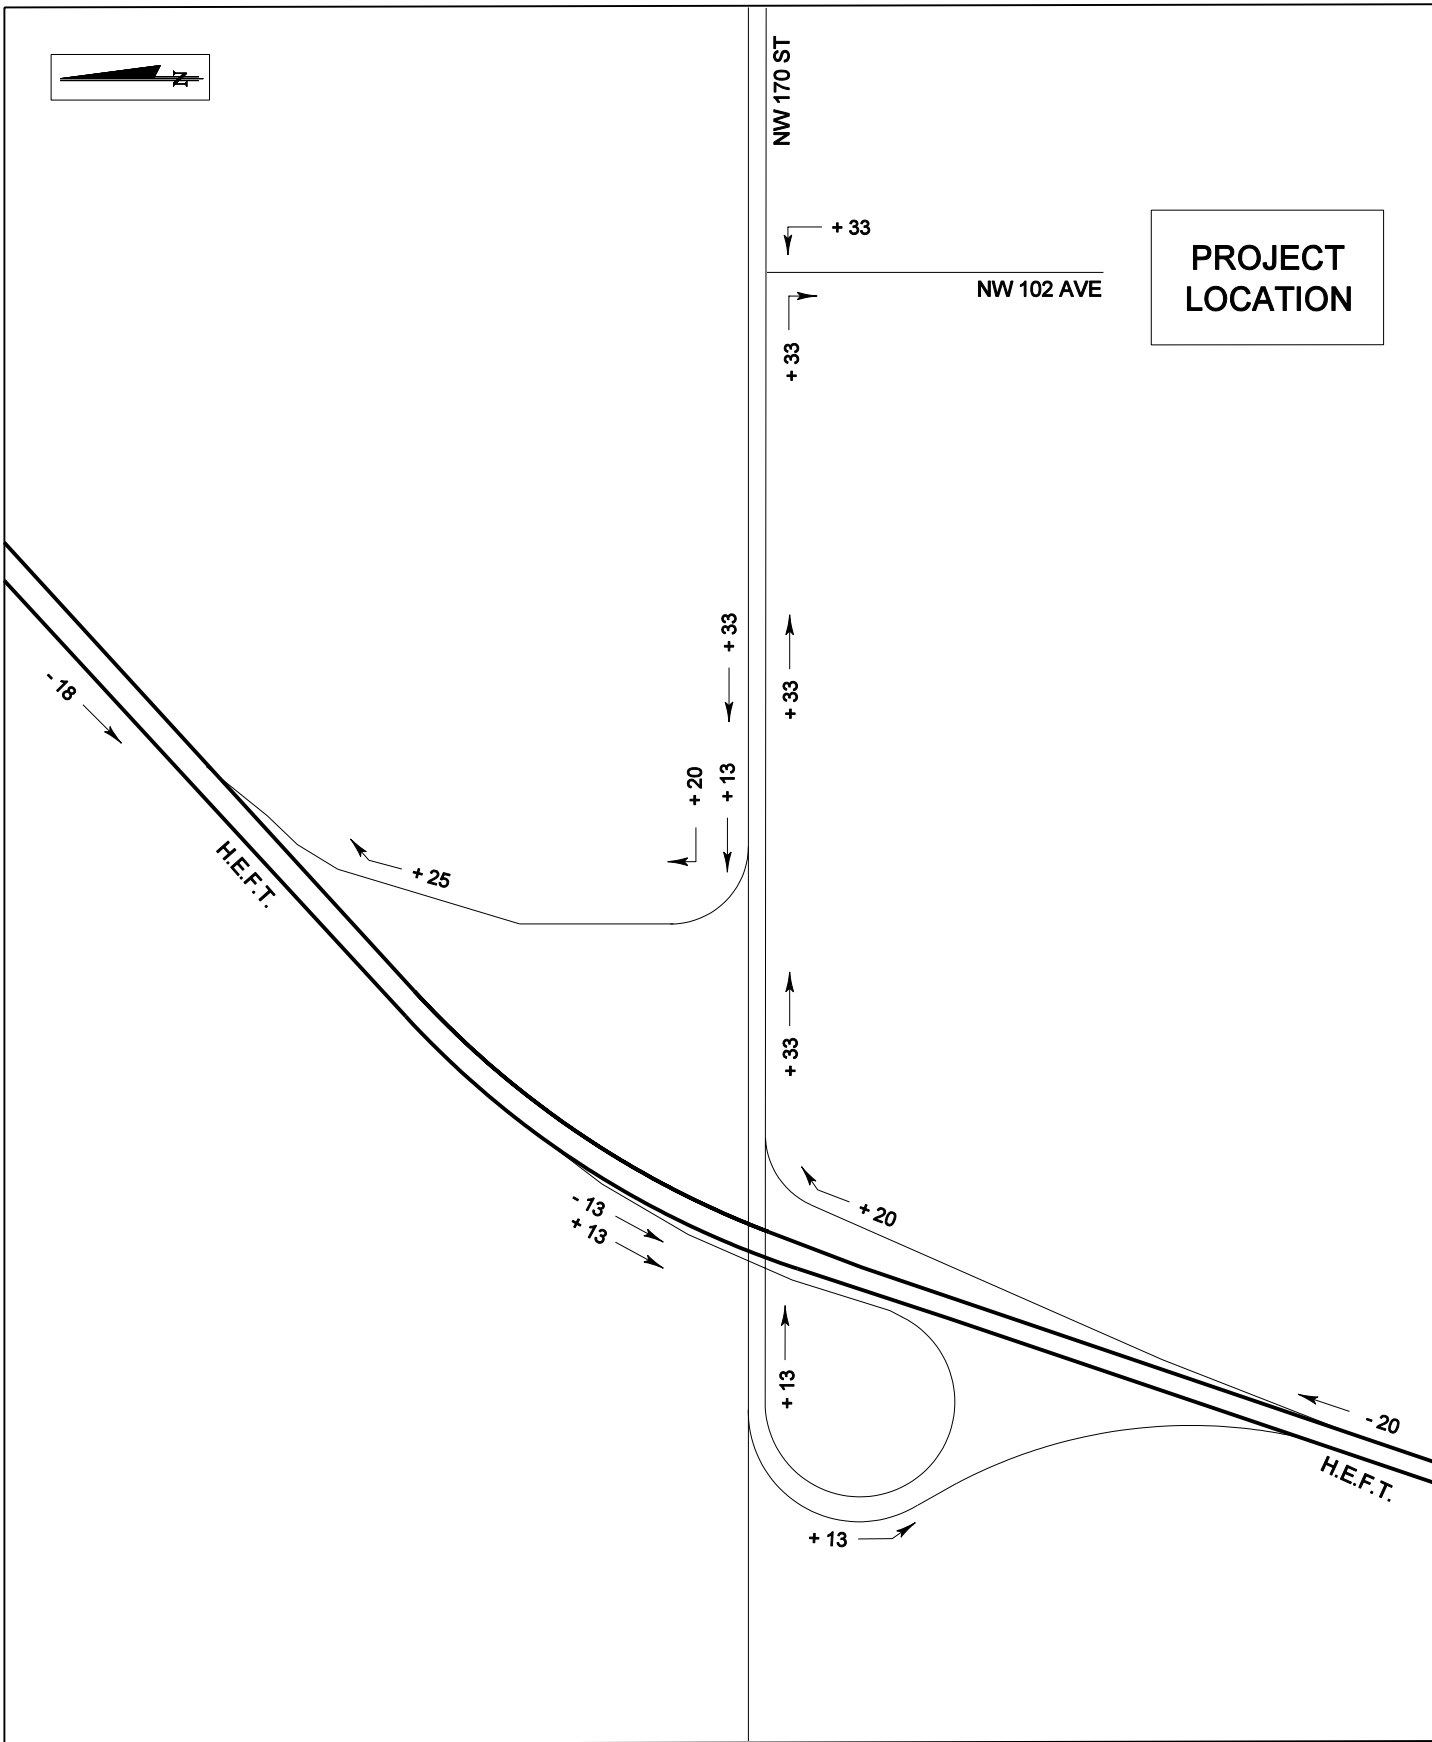 N
NW 170 ST
+ 33
PROJECT
LOCATION
NW 102 AVE
+ 33
+ 33
+ 33
- 18
+ 20
+ 13
H.E.F.T.
+ 25
+ 33
- 13
+ 13
+ 20
+ 13
- 20
H.E.F.T.
+ 13